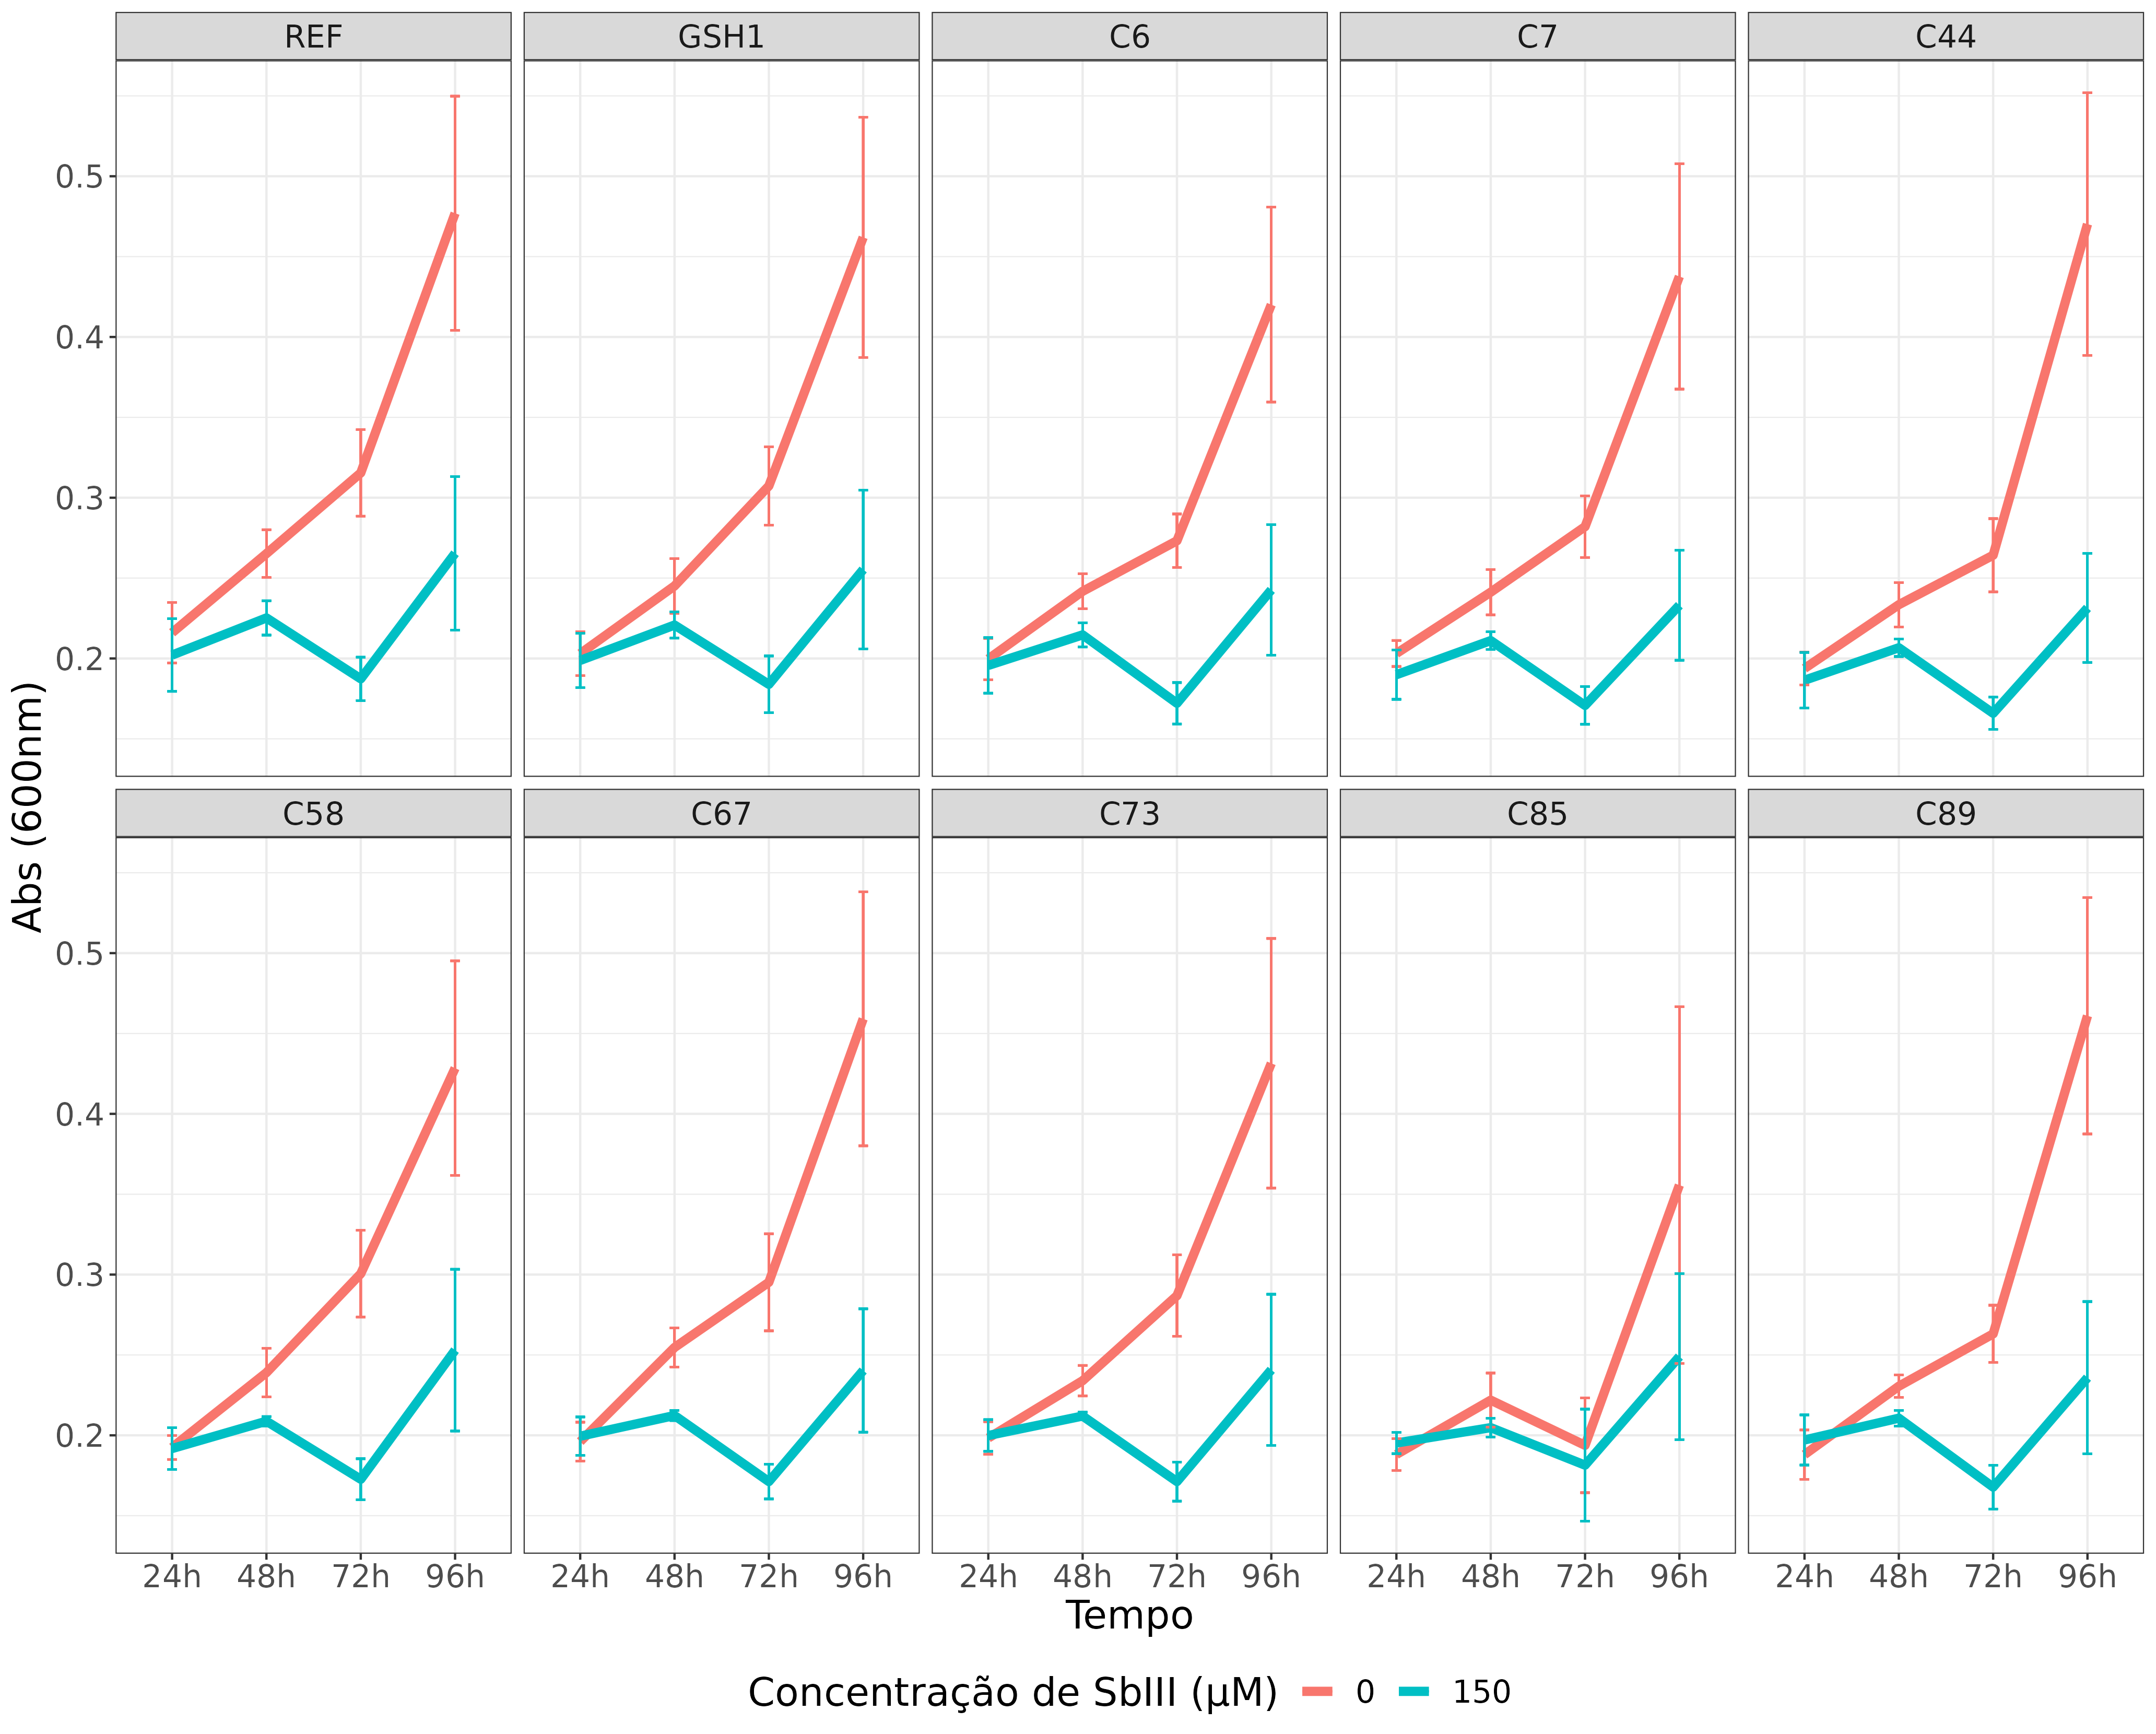 REF GSH1 C6 C7 C44
0.5
0.4
0.3
0.2
C58 C67 C73 C85 C89
0.5
0.4
0.3
0.2
Abs (600nm)
24h 48h 72h 96h 24h 48h 72h 96h 24h 48h 72h 96h 24h 48h 72h 96h 24h 48h 72h 96h
Tempo
Concentração de SbIII (µM) 0 150